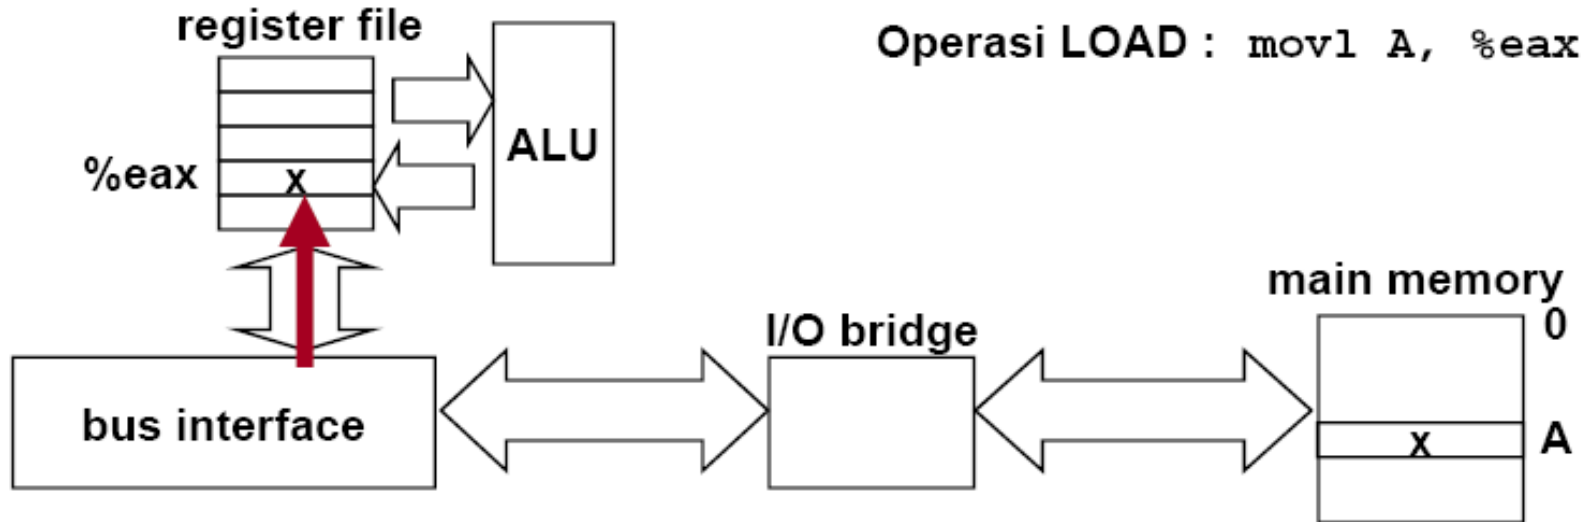 register file
Operasi LOAD : movl A, %eax
ALU
%eax
x
main memory
0
I/O bridge
bus interface
x
A